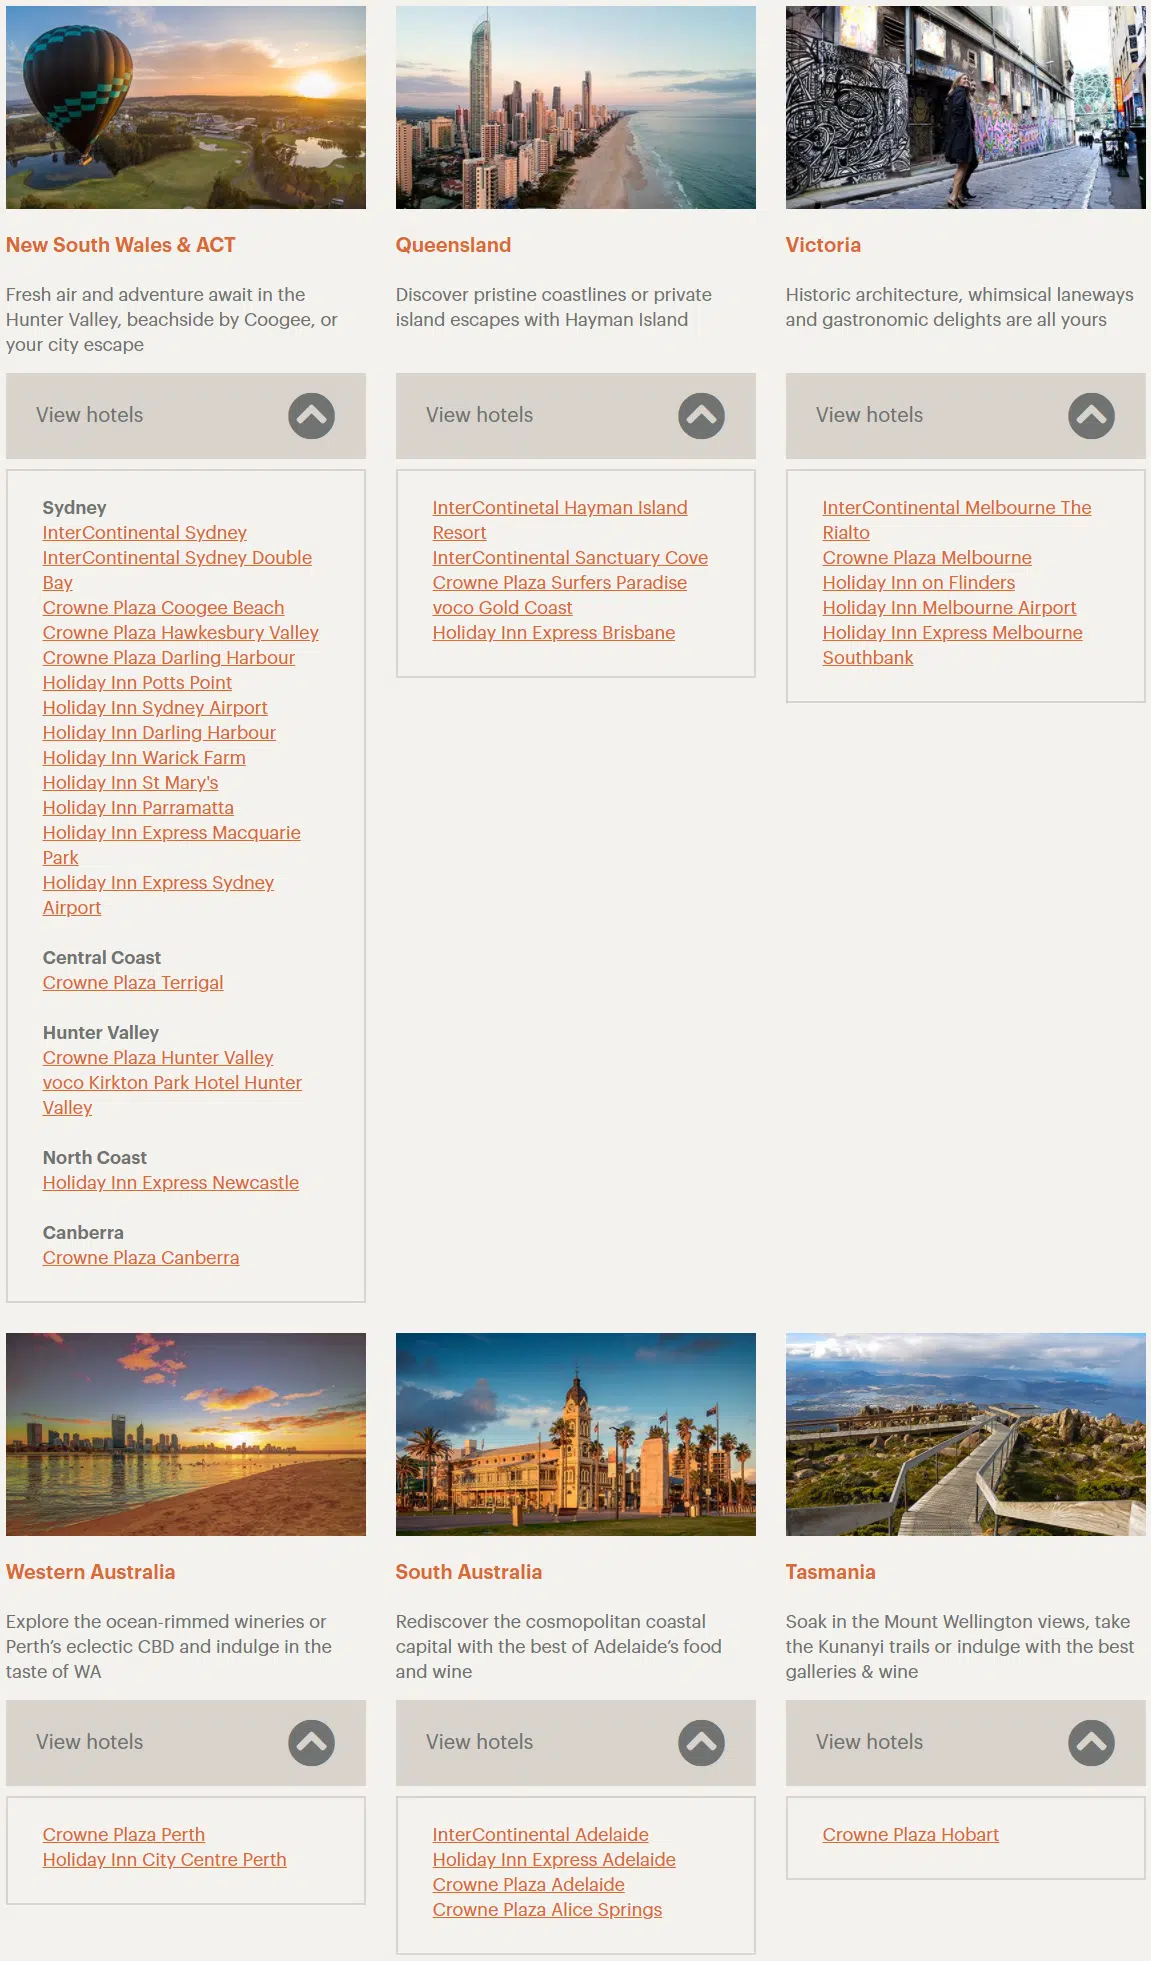 New South Wales & ACT
Fresh air and adventure await in the
Hunter Valley, beachside by Coogee, or
your city escape
View hotels
Sydney
InterContinental Sydney
InterContinental Sydney Double
Bay
Crowne Plaza Coogee Beach
Crowne Plaza Hawkesbury Valley
Crowne Plaza Darling Harbour
Holiday Inn Potts Point
Holiday Inn Sydney Airport
Holiday Inn Darling Harbour
Holiday Inn Warick Farm
Holiday Inn St Mary's
Holiday Inn Parramatta
Holiday Inn Express Macquarie
Park
Holiday Inn Express Sydney
Airport
Central Coast
Crowne Plaza Terrigal
Hunter Valley
Crowne Plaza Hunter Valley
voco Kirkton Park Hotel Hunter
Valley
North Coast
Holiday Inn Express Newcastle
Canberra
Crowne Plaza Canberra
Queensland
Discover pristine coastlines or private
island escapes with Hayman Island
View hotels
InterContinetal Hayman Island
Resort
InterContinental Sanctuary Cove
Crowne Plaza Surfers Paradise
voco Gold Coast
Holiday Inn Express Brisbane
Victoria
Historic architecture, whimsical laneways
and gastronomic delights are all yours
View hotels
InterContinental Melbourne The
Rialto
Crowne Plaza Melbourne
Holiday Inn on Flinders
Holiday Inn Melbourne Airport
Holiday Inn Express Melbourne
Southbank
Western Australia
Explore the ocean-rimmed wineries or
Perth's eclectic CBD and indulge in the
taste of WA
View hotels
Crowne Plaza Perth
Holiday Inn City Centre Perth
South Australia
Rediscover the cosmopolitan coastal
capital with the best of Adelaide's food
and wine
View hotels
InterContinental Adelaide
Holiday Inn Express Adelaide
Crowne Plaza Adelaide
Crowne Plaza Alice Springs
Tasmania
Soak in the Mount Wellington views, take
the Kunanyi trails or indulge with the best
galleries & wine
View hotels
Crowne Plaza Hobart